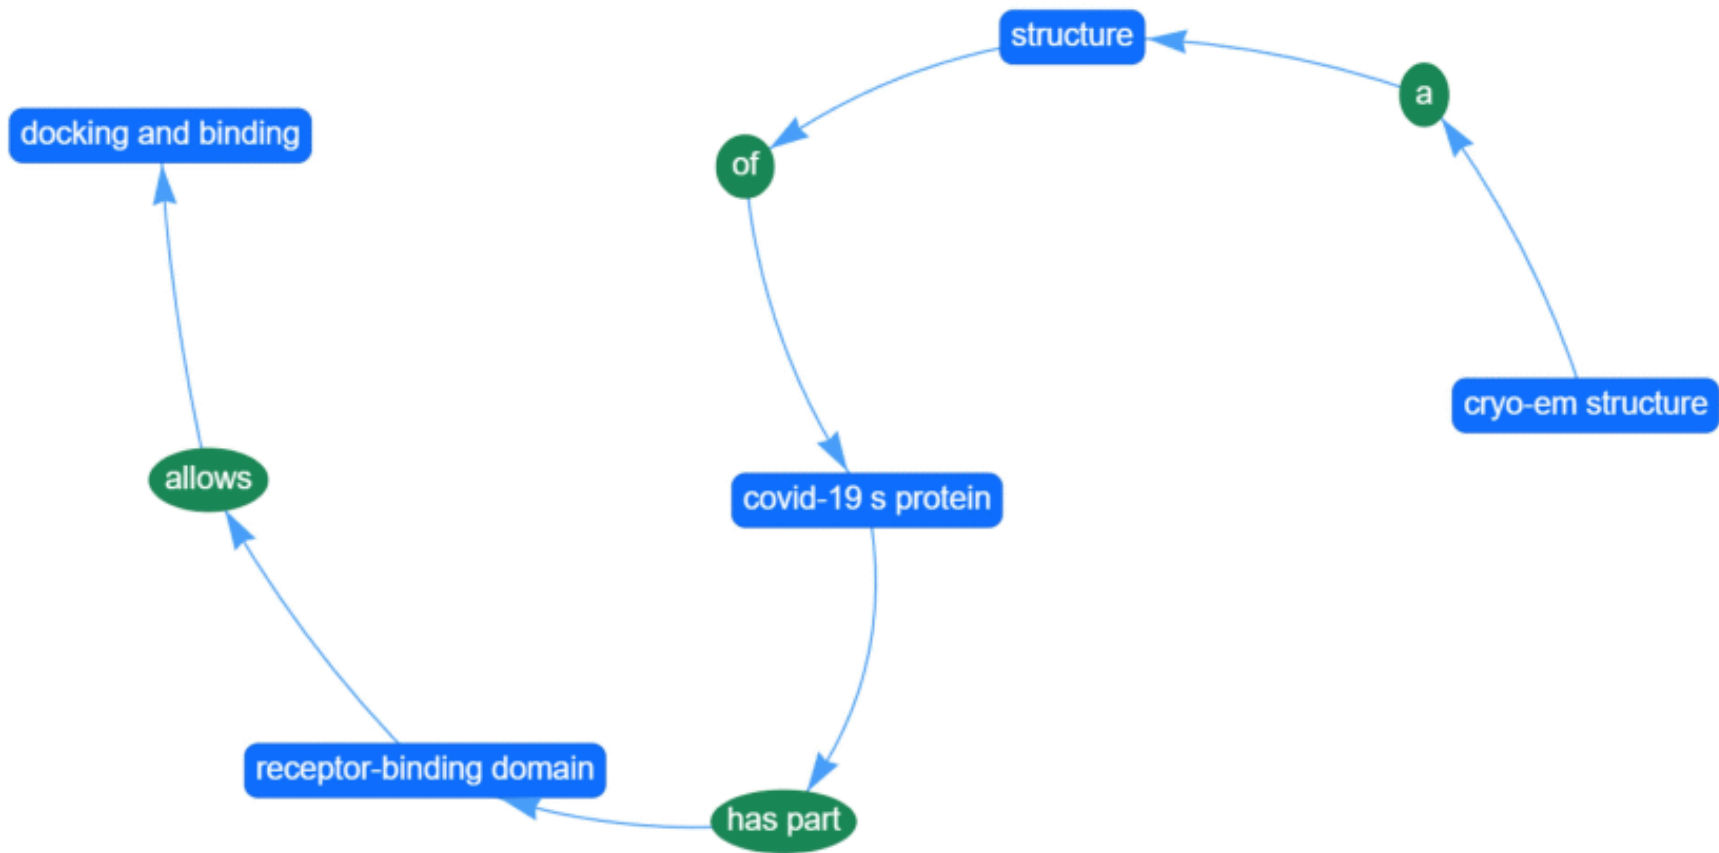 structure
a
docking and binding
of
cryo-em structure
allows
covid-19 s protein
receptor-binding domain
has part